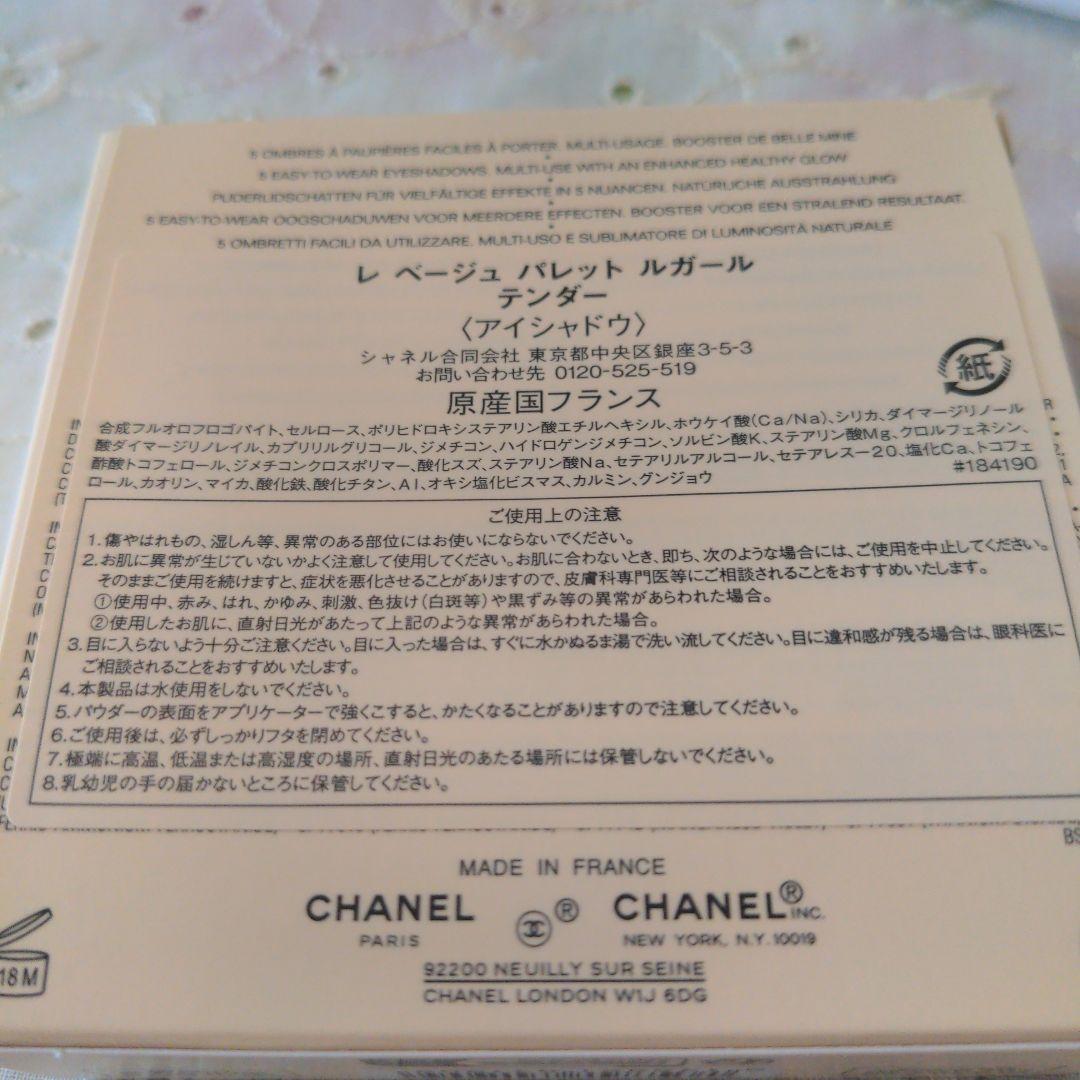 5 OMBRES À PAUPIÈRES FACILES À PORTER. MULTI-USAGE. BOOSTER DE BELLE MINE
5 EASY TO WEAR EYESHADOWS. MULTI-USE WITH AN ENHANCED HEALTHY GLOW
PUDERLIDSCHATTEN FÜR VIELFÄLTIGE EFFEKTE IN 5 NUANCEN. NATÜRLICHE AUSSTRAHLUNG
5 EASY-TO-WEAR OOGSCHADUWEN VOOR MEERDERE EFFECTEN. BOOSTER VOOR EEN STRALEND RESULTAAT.
5 OMBRETTI FACILI DA UTILIZZARE. MULTI-USO E SUBLIMATORE DI LUMINOSITÀ NATURALE
レ ベージュ パレット ルガール
テンダー
〈アイシャドウ〉
シャネル合同会社 東京都中央区銀座3-5-3
お問い合わせ先 0120-525-519
紙
原産国フランス
合成フルオロフロゴパイト、セルロース、ポリヒドロキシステアリン酸エチルヘキシル、ホウケイ酸(Ca/Na)、シリカ、ダイマージリノール
酸ダイマージリノレイル、カプリリルグリコール、ジメチコン、ハイドロゲンジメチコン、ソルビン酸K、ステアリン酸Mg、クロルフェネシン、
酢酸トコフェロール、ジメチコンクロスポリマー、酸化スズ、ステアリン酸Na、セテアリルアルコール、セテアレス－20、塩化Ca、トコフェ
ロール、カオリン、マイカ、酸化鉄、酸化チタン、Al、オキシ塩化ビスマス、カルミン、グンジョウ
#184190
ご使用上の注意
1.傷やはれもの、湿しん等、異常のある部位にはお使いにならないでください。
2.お肌に異常が生じていないかよく注意して使用してください。お肌に合わないとき、即ち、次のような場合には、ご使用を中止してください。
そのままご使用を続けますと、症状を悪化させることがありますので、皮膚科専門医等にご相談されることをおすすめいたします。
①使用中、赤み、はれ、かゆみ、刺激、色抜け(白斑等)や黒ずみ等の異常があらわれた場合。
②使用したお肌に、直射日光があたって上記のような異常があらわれた場合。
3.目に入らないよう十分ご注意ください。目に入った場合は、すぐに水かぬるま湯で洗い流してください。目に違和感が残る場合は、眼科医に
ご相談されることをおすすめいたします。
4.本製品は水使用をしないでください。
5.パウダーの表面をアプリケーターで強くこすると、かたくなることがありますので注意してください。
6.ご使用後は、必ずしっかりフタを閉めてください。
7.極端に高温、低温または高湿度の場所、直射日光のあたる場所には保管しないでください。
8.乳幼児の手の届かないところに保管してください。
MADE IN FRANCE
CHANEL ® CHANEL® INC.
PARIS NEW YORK, N.Y. 10019
92200 NEUILLY SUR SEINE
CHANEL LONDON W1J 6DG
18M